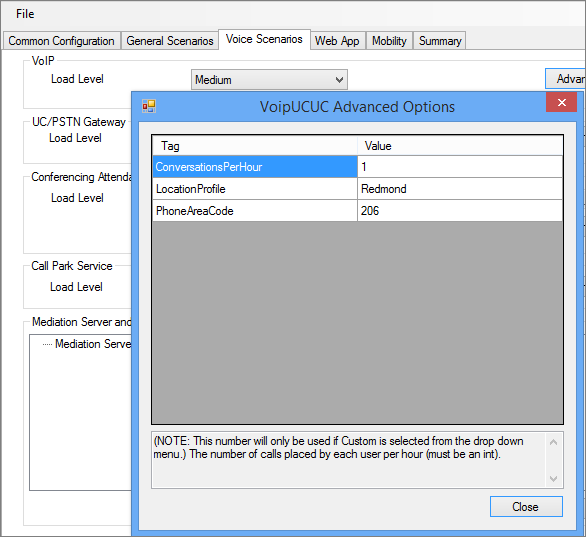 File
Common Configuration General Scenarios Voice Scenarios Web App Mobility Summary
VoIP
Load Level Medium Advan
VoipUCUC Advanced Options
UC/PSTN Gateway
Load Level
Tag Value
ConversationsPerHour 1
LocationProfile Redmond
PhoneAreaCode 206
Conferencing Attenda
Load Level
Call Park Service
Load Level
Mediation Server and
Mediation Serve
(NOTE: This number will only be used if Custom is selected from the drop down
menu.) The number of calls placed by each user per hour (must be an int).
Close